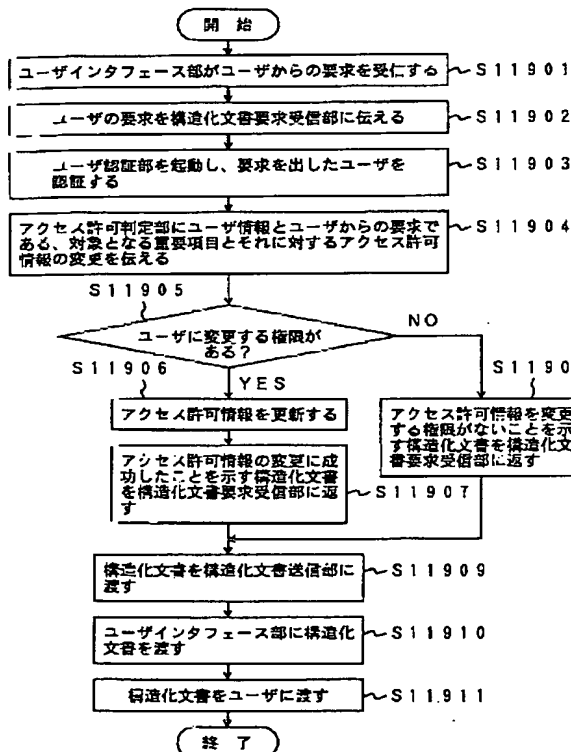 開始
ユーザインタフェース部がユーザからの要求を受信する
S11901
ユーザの要求を構造化文書要求受信部に伝える
S11902
ユーザ認証部を起動し、要求を出したユーザを
認証する
S11903
アクセス許可判定部にユーザ情報とユーザからの要求で
ある、対象となる重要項目とそれに対するアクセス許可
情報の変更を伝える
S11904
S11905
ユーザに変更する権限が
ある?
NO
YES
S11906
アクセス許可情報を更新する
アクセス許可情報の変更に成
功したことを示す構造化文書
を構造化文書要求受信部に返
す
S11907
S1190
アクセス許可情報を変更
する権限がないことを示
す構造化文書を構造化文
書要求受信部に返す
構造化文書を構造化文書送信部に
渡す
S11909
ユーザインタフェース部に構造化
文書を渡す
S11910
構造化文書をユーザに渡す
S11911
終了